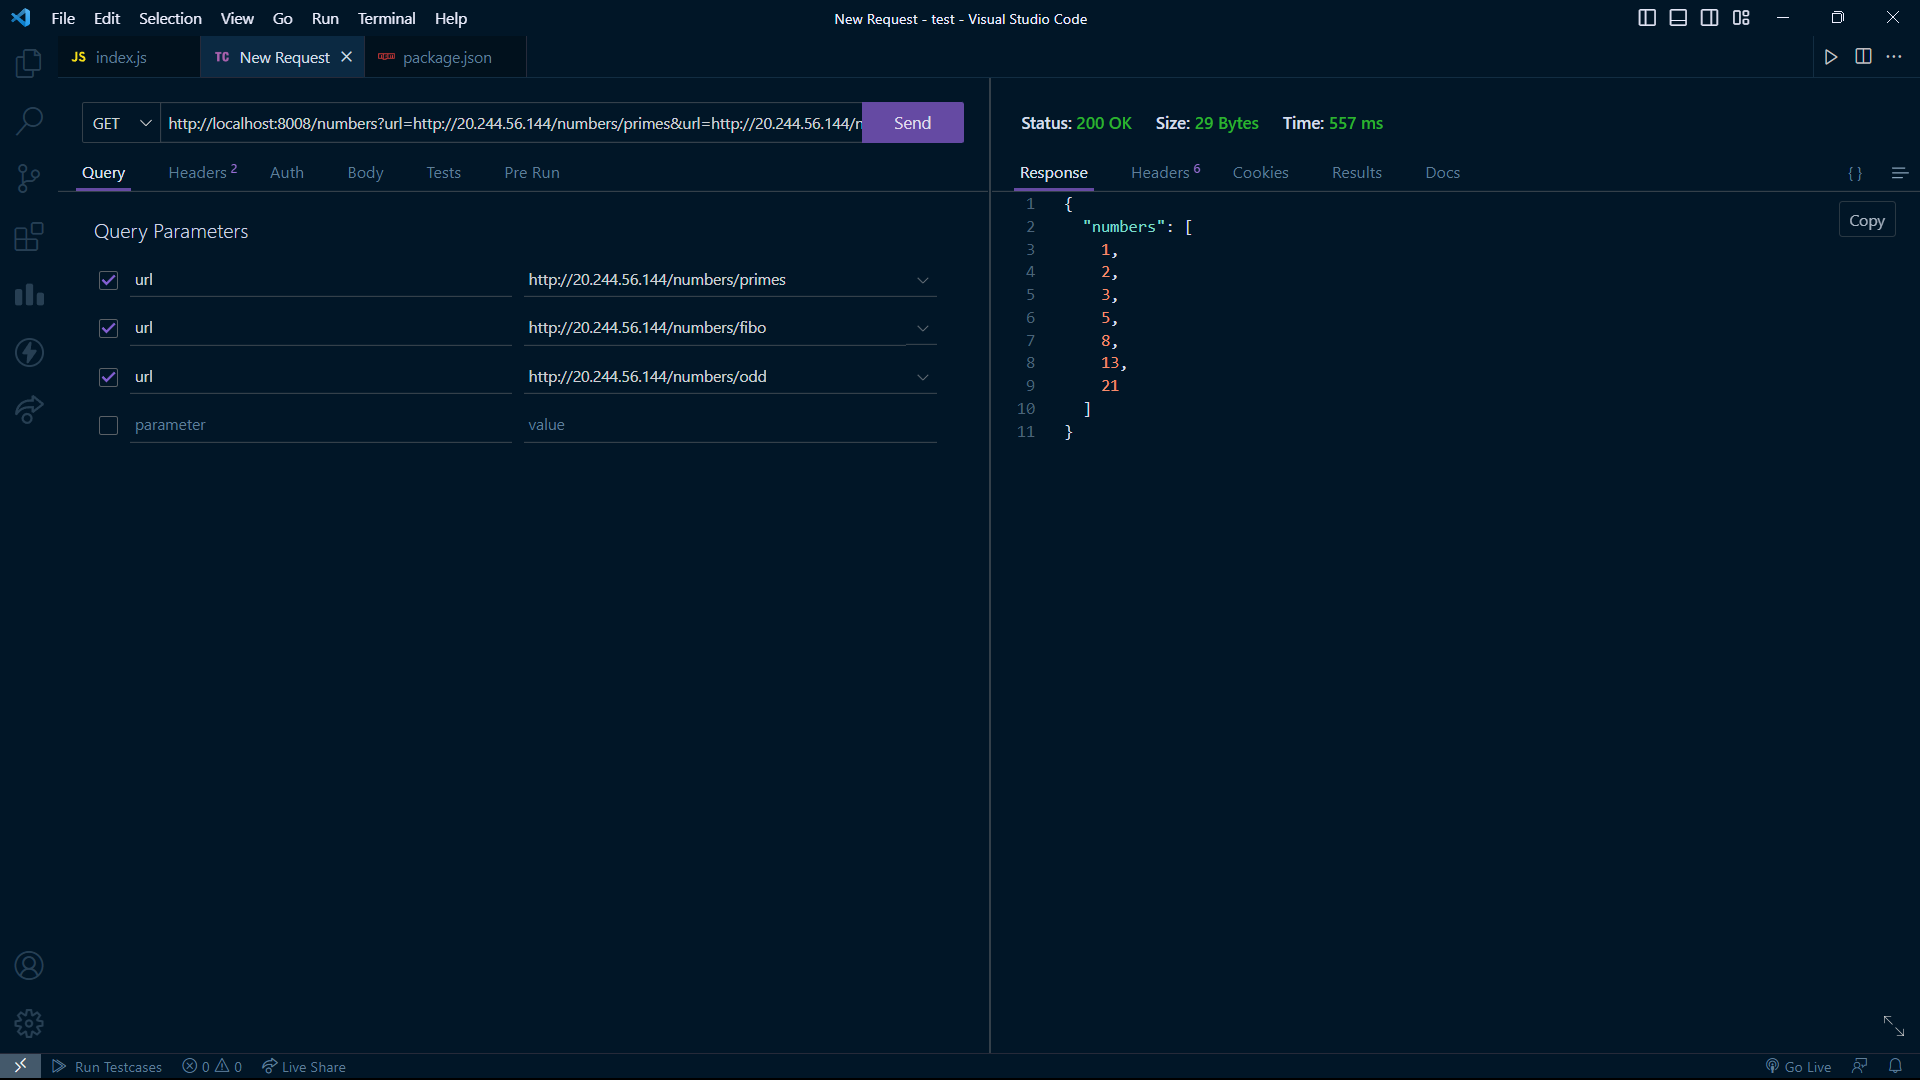 File Edit Selection View Go Run Terminal Help
New Request - test - Visual Studio Code
JS index.js
TC New Request
npm package.json
GET http://localhost:8008/numbers?url=http://20.244.56.144/numbers/primes&url=http://20.244.56.144/n Send
Query Headers 2 Auth Body Tests Pre Run
Query Parameters
url http://20.244.56.144/numbers/primes
url http://20.244.56.144/numbers/fibo
url http://20.244.56.144/numbers/odd
parameter value
Status: 200 OK Size: 29 Bytes Time: 557 ms
Response Headers 6 Cookies Results Docs { }
Copy
1 {
2 "numbers": [
3 1,
4 2,
5 3,
6 5,
7 8,
8 13,
9 21
10 ]
11 }
Run Testcases 0 0 Live Share
Go Live